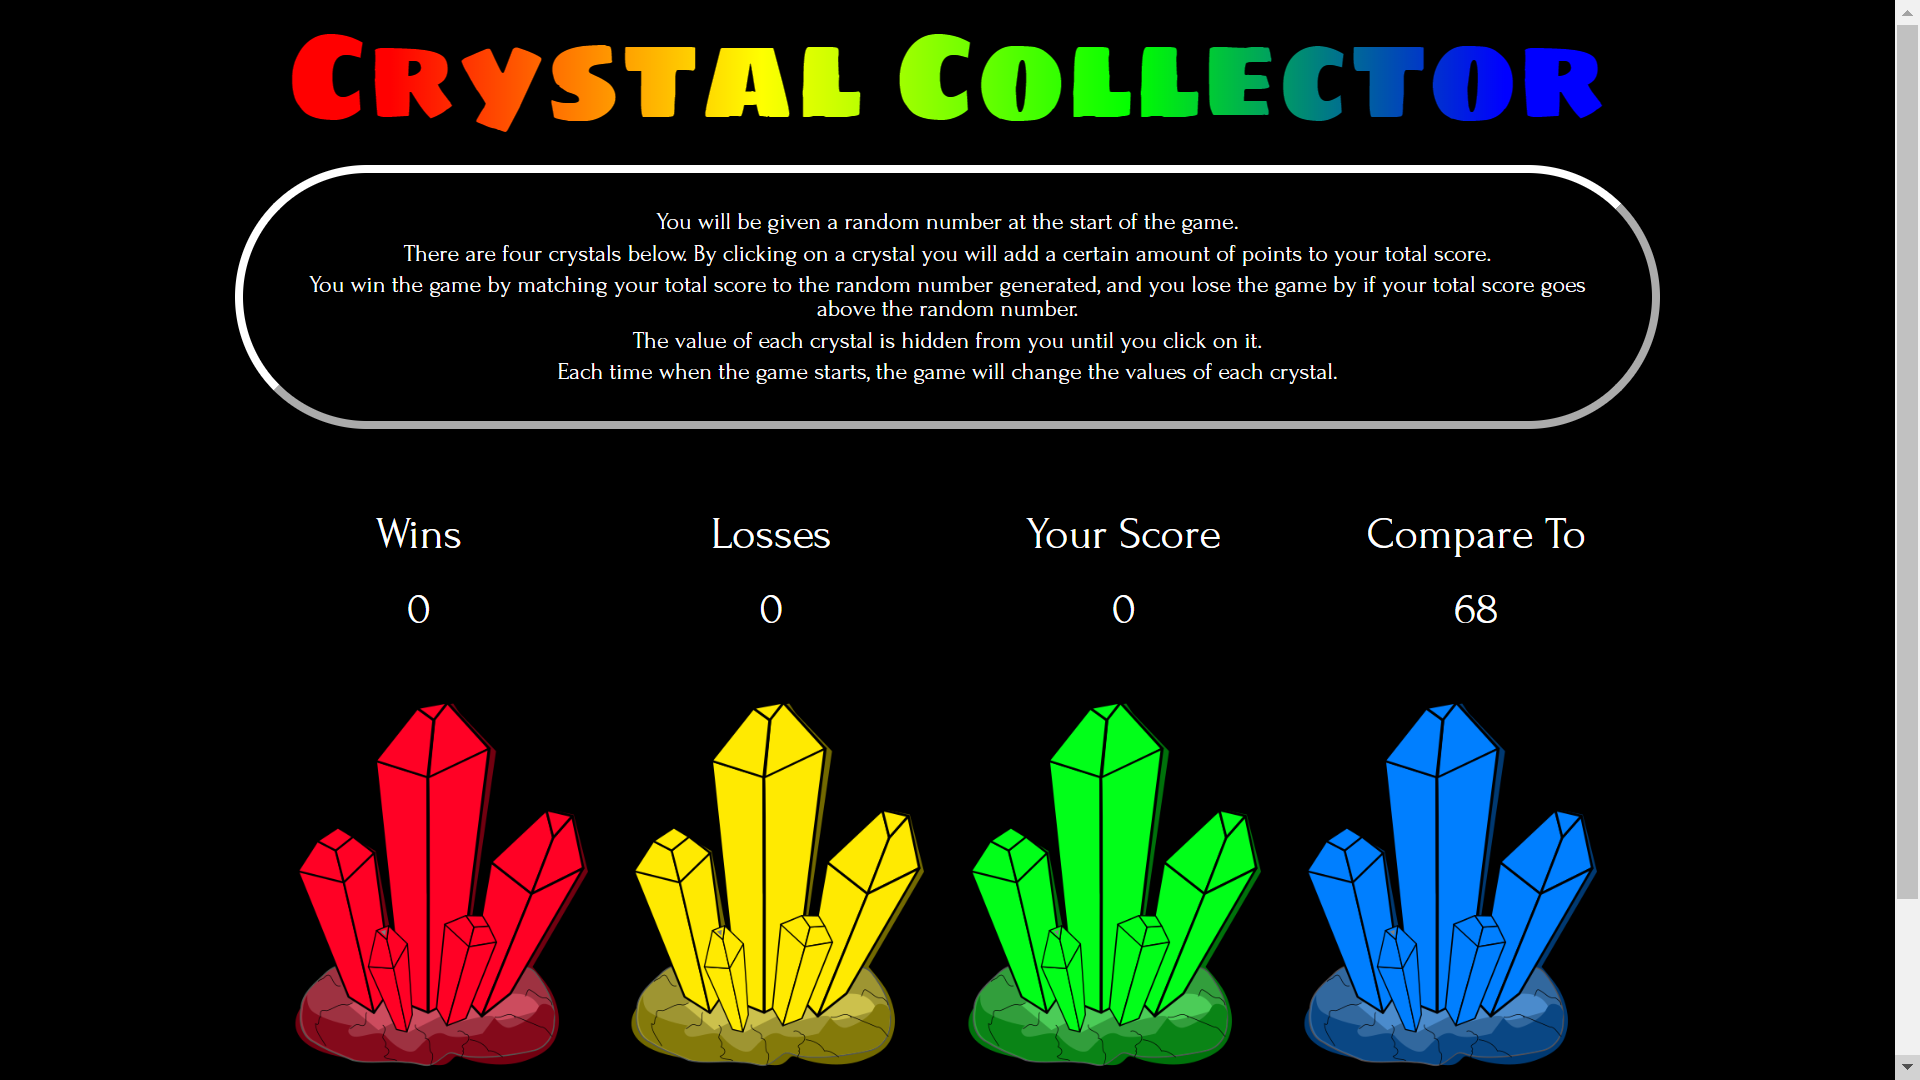 Crystal Collector
You will be given a random number at the start of the game.
There are four crystals below. By clicking on a crystal you will add a certain amount of points to your total score.
You win the game by matching your total score to the random number generated, and you lose the game by if your total score goes
above the random number.
The value of each crystal is hidden from you until you click on it.
Each time when the game starts, the game will change the values of each crystal.
Wins Losses Your Score Compare To
0 0 0 68